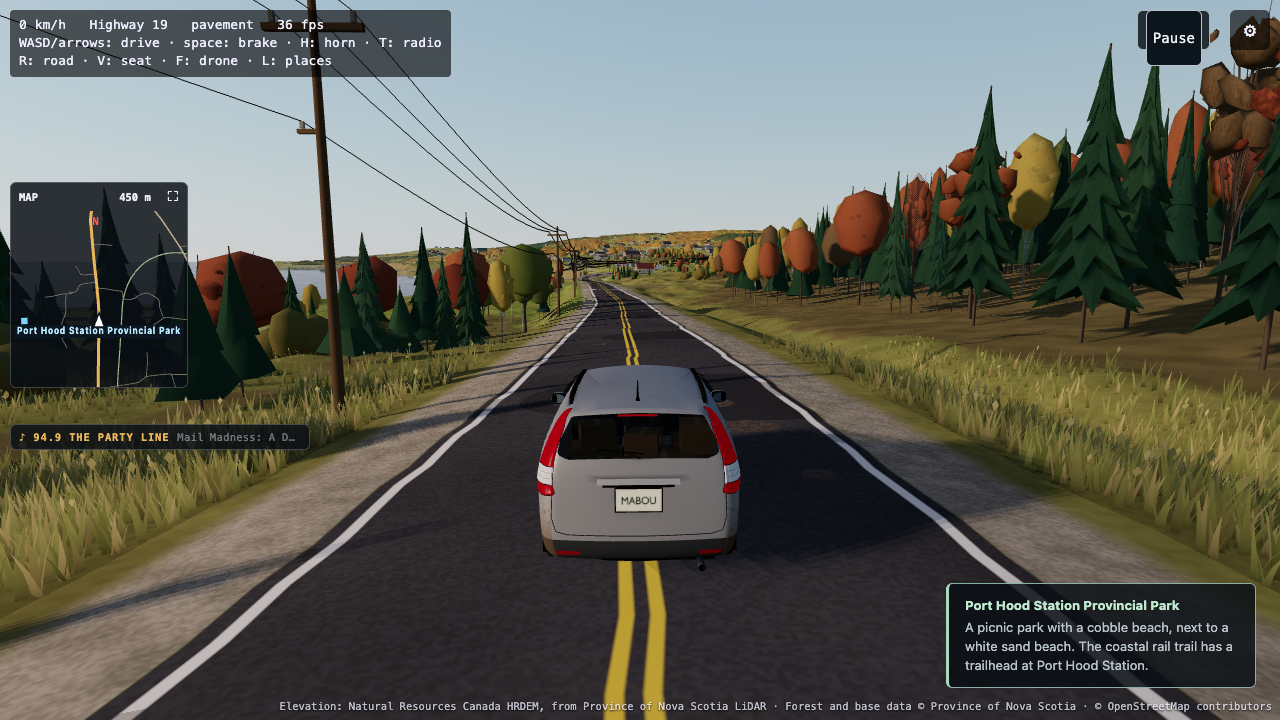 0 km/h Highway 19 pavement 36 fps
WASD/arrows: drive · space: brake · H: horn · T: radio
R: road · V: seat · F: drone · L: places
Pause
MAP 450 m
N
Port Hood Station Provincial Park
♪ 94.9 THE PARTY LINE Mail Madness: A D…
MABOU
Port Hood Station Provincial Park
A picnic park with a cobble beach, next to a
white sand beach. The coastal rail trail has a
trailhead at Port Hood Station.
Elevation: Natural Resources Canada HRDEM, from Province of Nova Scotia LiDAR · Forest and base data © Province of Nova Scotia · © OpenStreetMap contributors